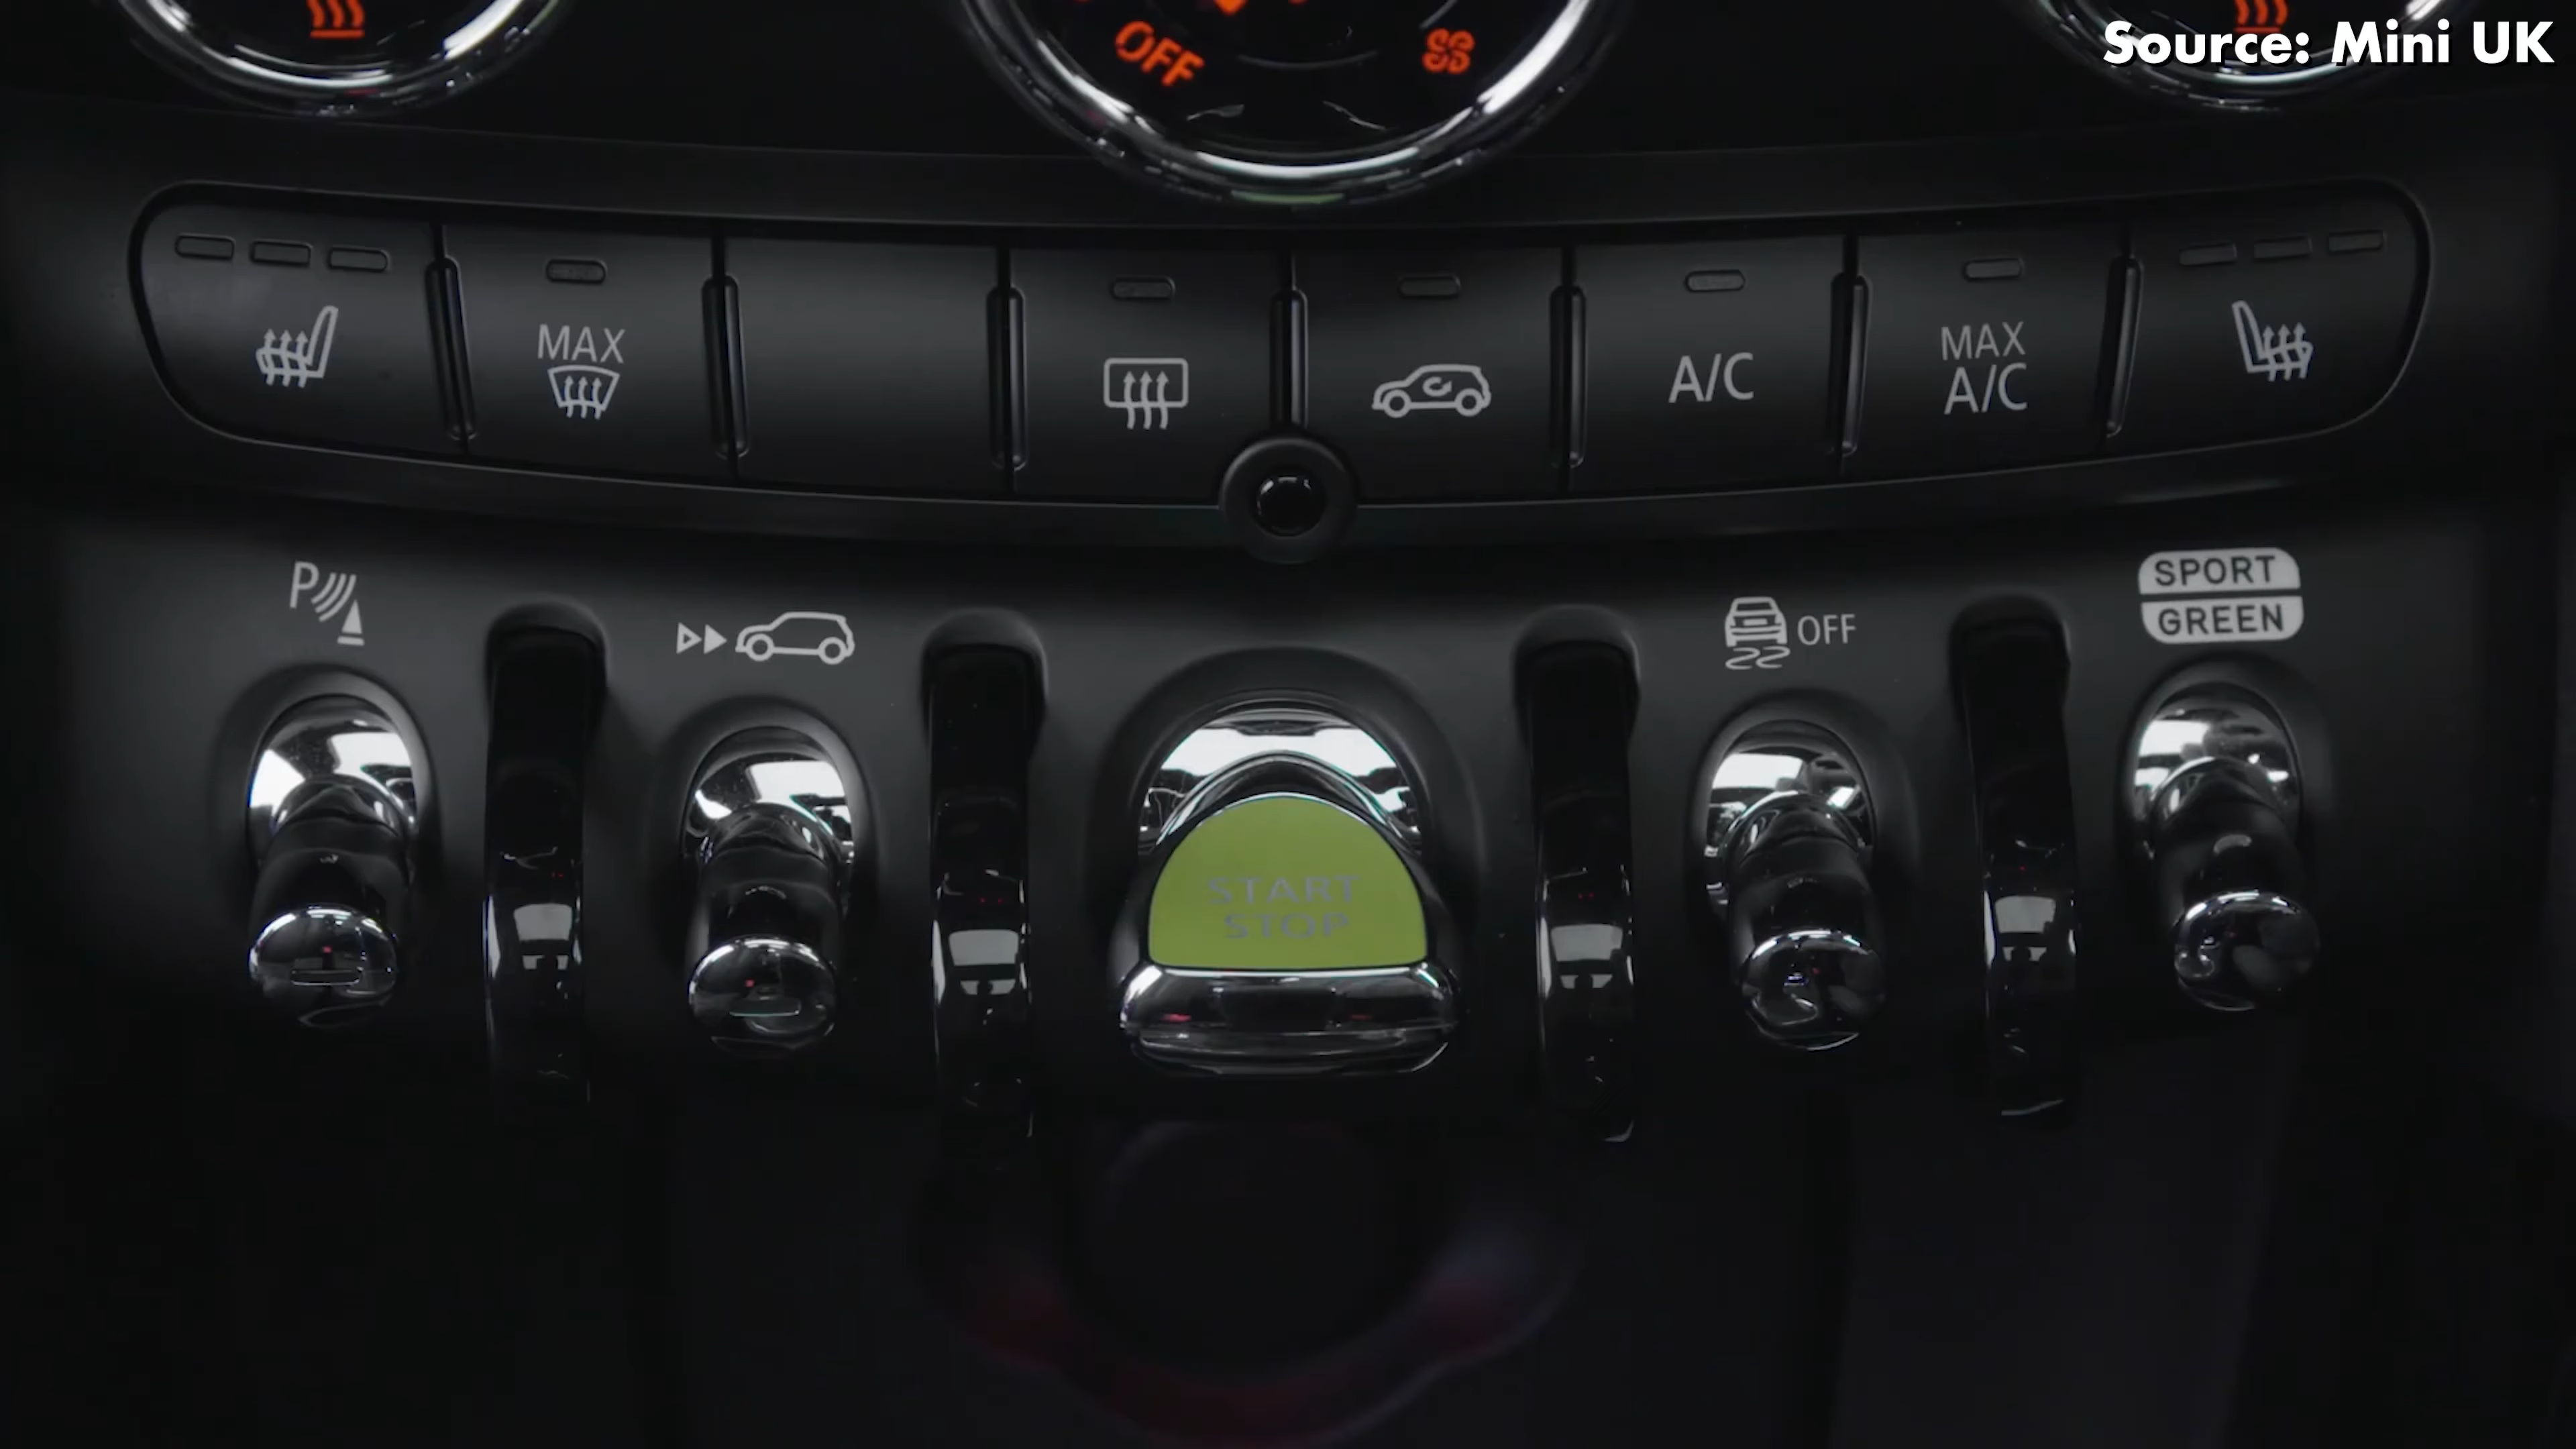 Source: Mini UK
OFF
MAX
A/C
MAX
A/C
P
OFF
SPORT
GREEN
START
STOP